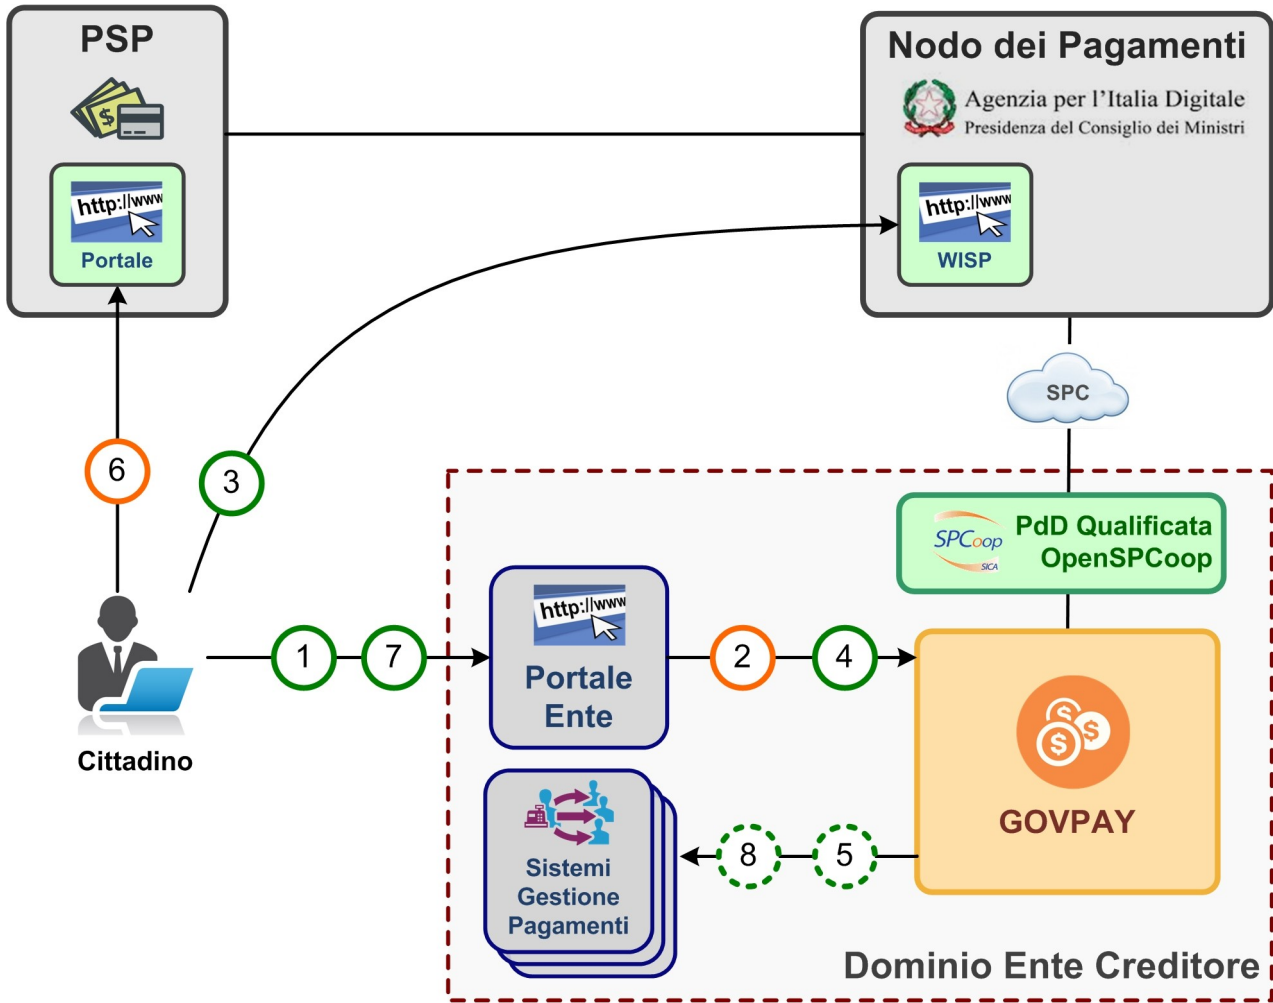 PSP
http://www
Portale
Nodo dei Pagamenti
Agenzia per l'Italia Digitale
Presidenza del Consiglio dei Ministri
http://www
WISP
SPC
6
3
SPCoop
SICA
PdD Qualificata
OpenSPCoop
http://www
Portale
Ente
1
7
2
4
Cittadino
GOVPAY
8
5
Sistemi
Gestione
Pagamenti
Dominio Ente Creditore